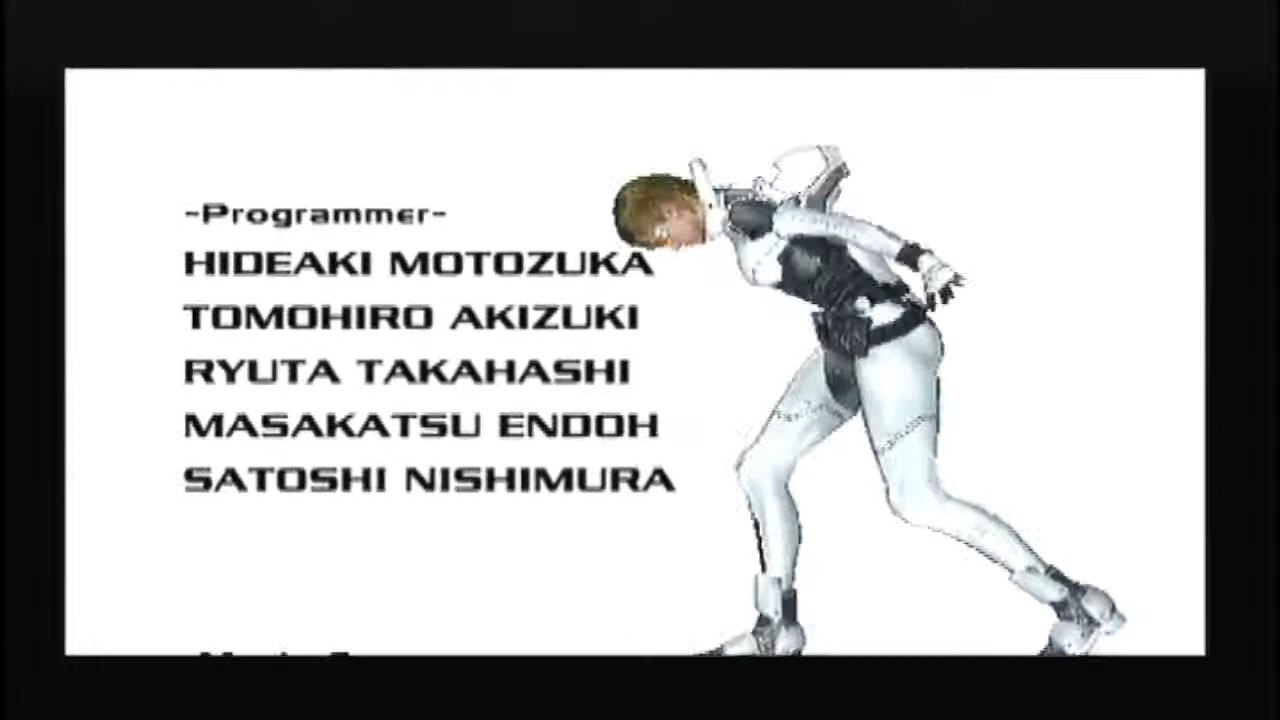 -Programmer-
HIDEAKI MOTOZUKA
TOMOHIRO AKIZUKI
RYUTA TAKAHASHI
MASAKATSU ENDOH
SATOSHI NISHIMURA